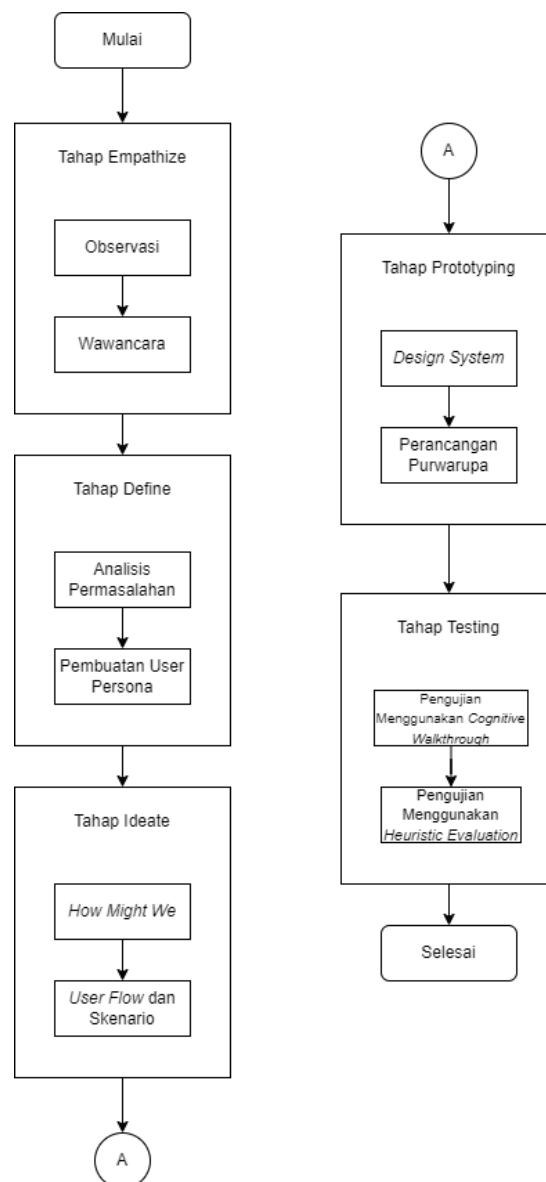 Mulai
Tahap Empathize
Observasi
Wawancara
Tahap Define
Analisis
Permasalahan
Pembuatan User
Persona
Tahap Ideate
How Might We
User Flow dan
Skenario
A
A
Tahap Prototyping
Design System
Perancangan
Purwarupa
Tahap Testing
Pengujian
Menggunakan Cognitive
Walkthrough
Pengujian
Menggunakan
Heuristic Evaluation
Selesai